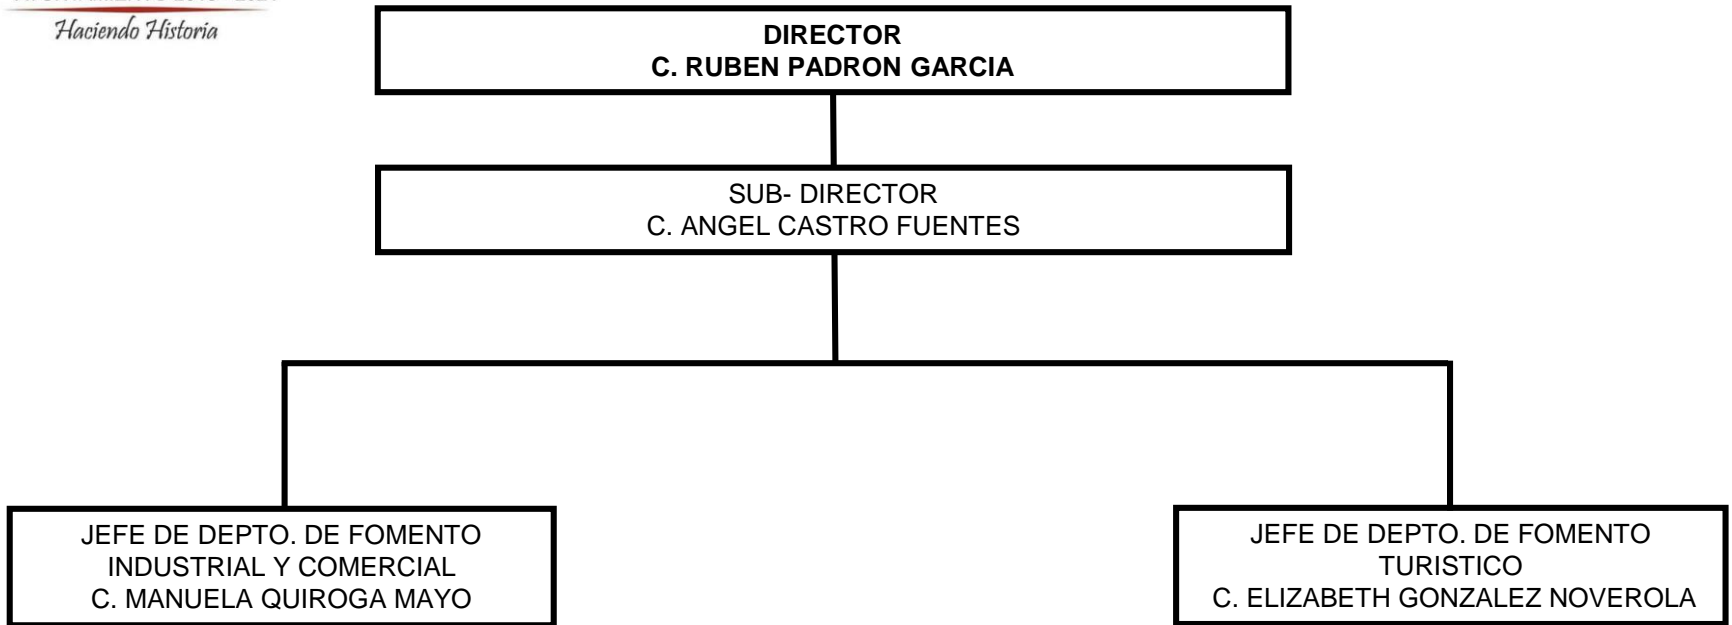 Haciendo Historia
DIRECTOR
C. RUBEN PADRON GARCIA
SUB- DIRECTOR
C. ANGEL CASTRO FUENTES
JEFE DE DEPTO. DE FOMENTO
INDUSTRIAL Y COMERCIAL
C. MANUELA QUIROGA MAYO
JEFE DE DEPTO. DE FOMENTO
TURISTICO
C. ELIZABETH GONZALEZ NOVEROLA